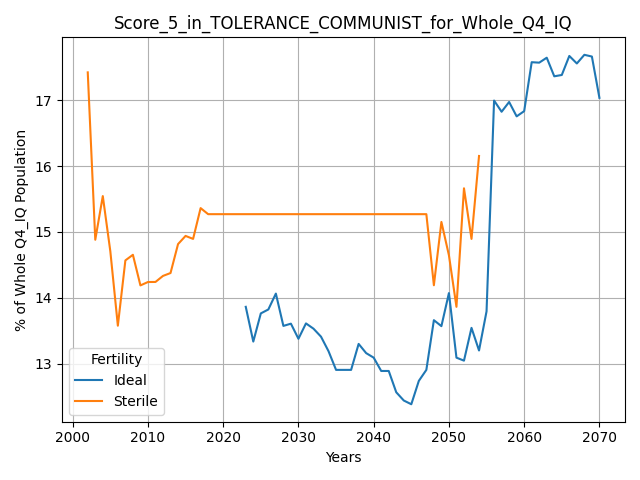 Score_5_in_TOLERANCE_COMMUNIST_for_Whole_Q4_IQ
% of Whole Q4_IQ Population
17
16
15
14
13
Fertility
Ideal
Sterile
2000 2010 2020 2030 2040 2050 2060 2070
Years